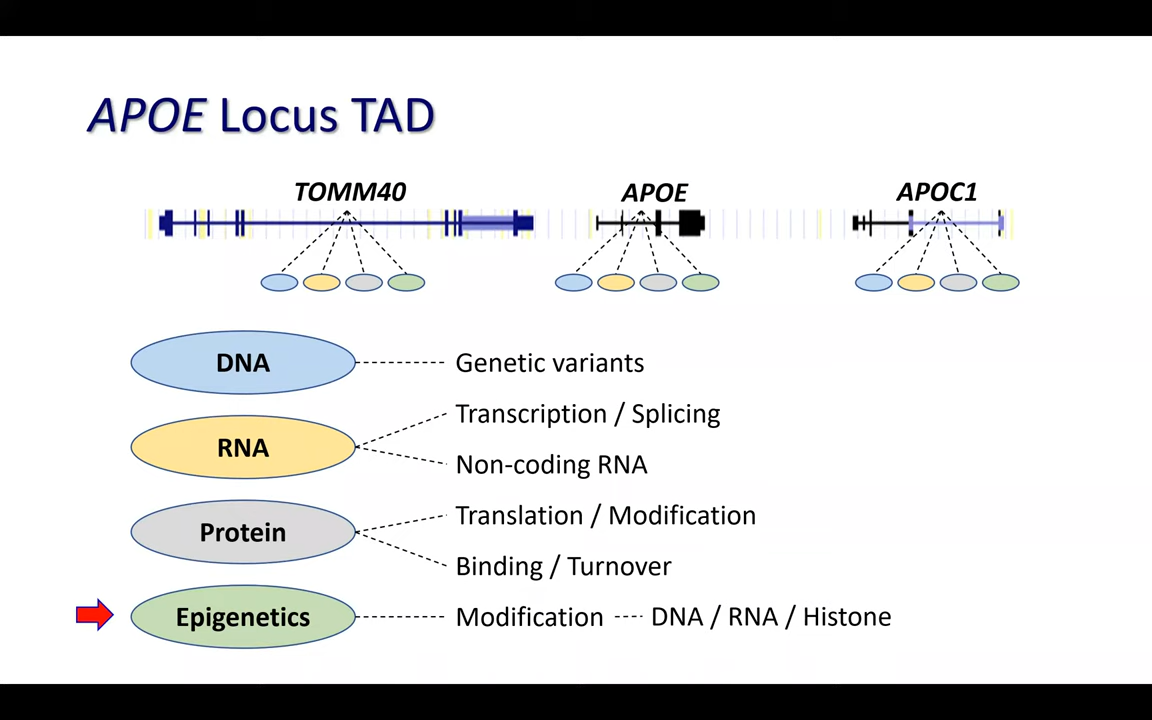 APOE Locus TAD
TOMM40 APOE APOC1
DNA Genetic variants
Transcription / Splicing
RNA
Non-coding RNA
Translation / Modification
Protein
Binding / Turnover
Epigenetics Modification DNA / RNA / Histone